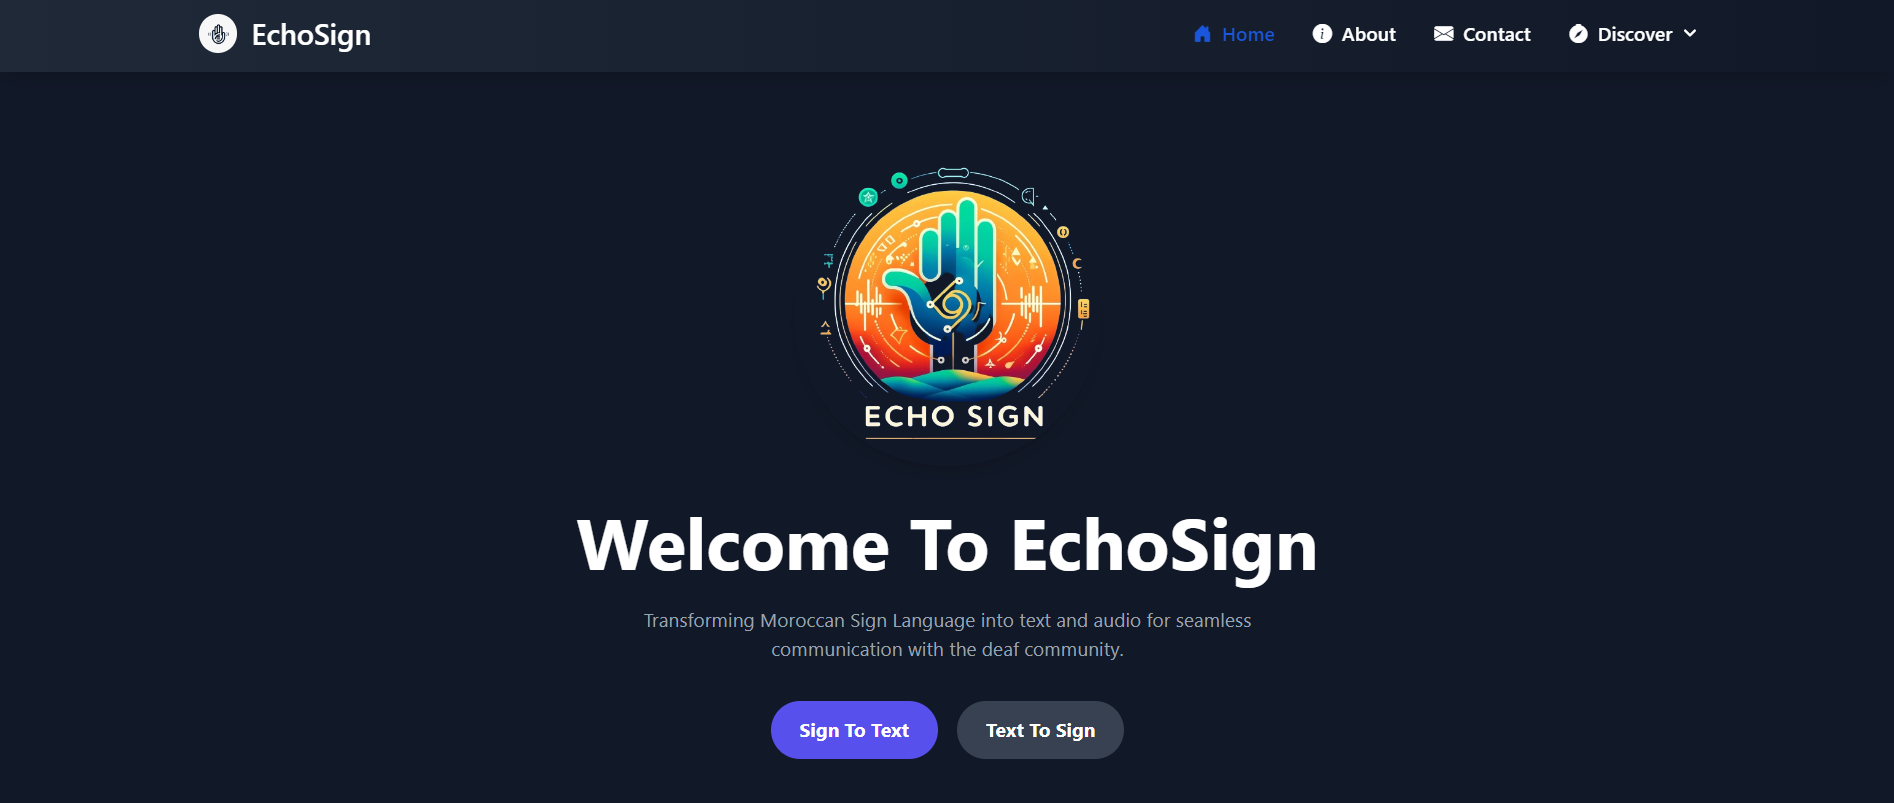 EchoSign
Home
About
Contact
Discover
ECHO SIGN
Welcome To EchoSign
Transforming Moroccan Sign Language into text and audio for seamless
communication with the deaf community.
Sign To Text
Text To Sign